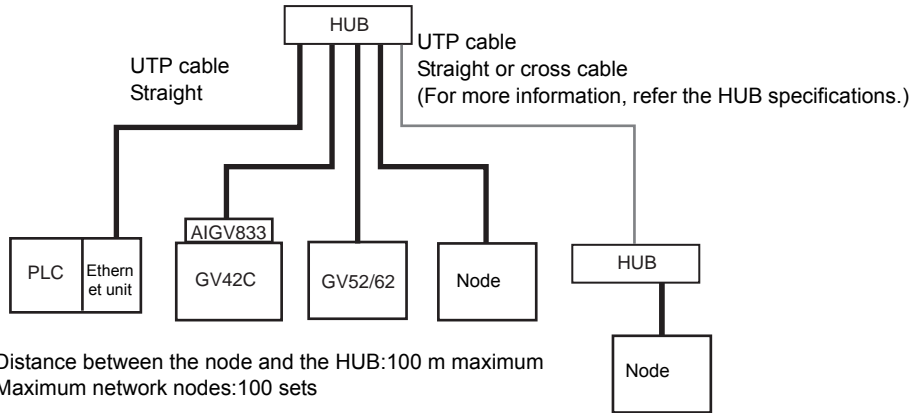 HUB
UTP cable
Straight
UTP cable
Straight or cross cable
(For more information, refer the HUB specifications.)
PLC
Ethern
et unit
AIGV833
GV42C
GV52/62
Node
HUB
Node
Distance between the node and the HUB:100 m maximum
Maximum network nodes:100 sets